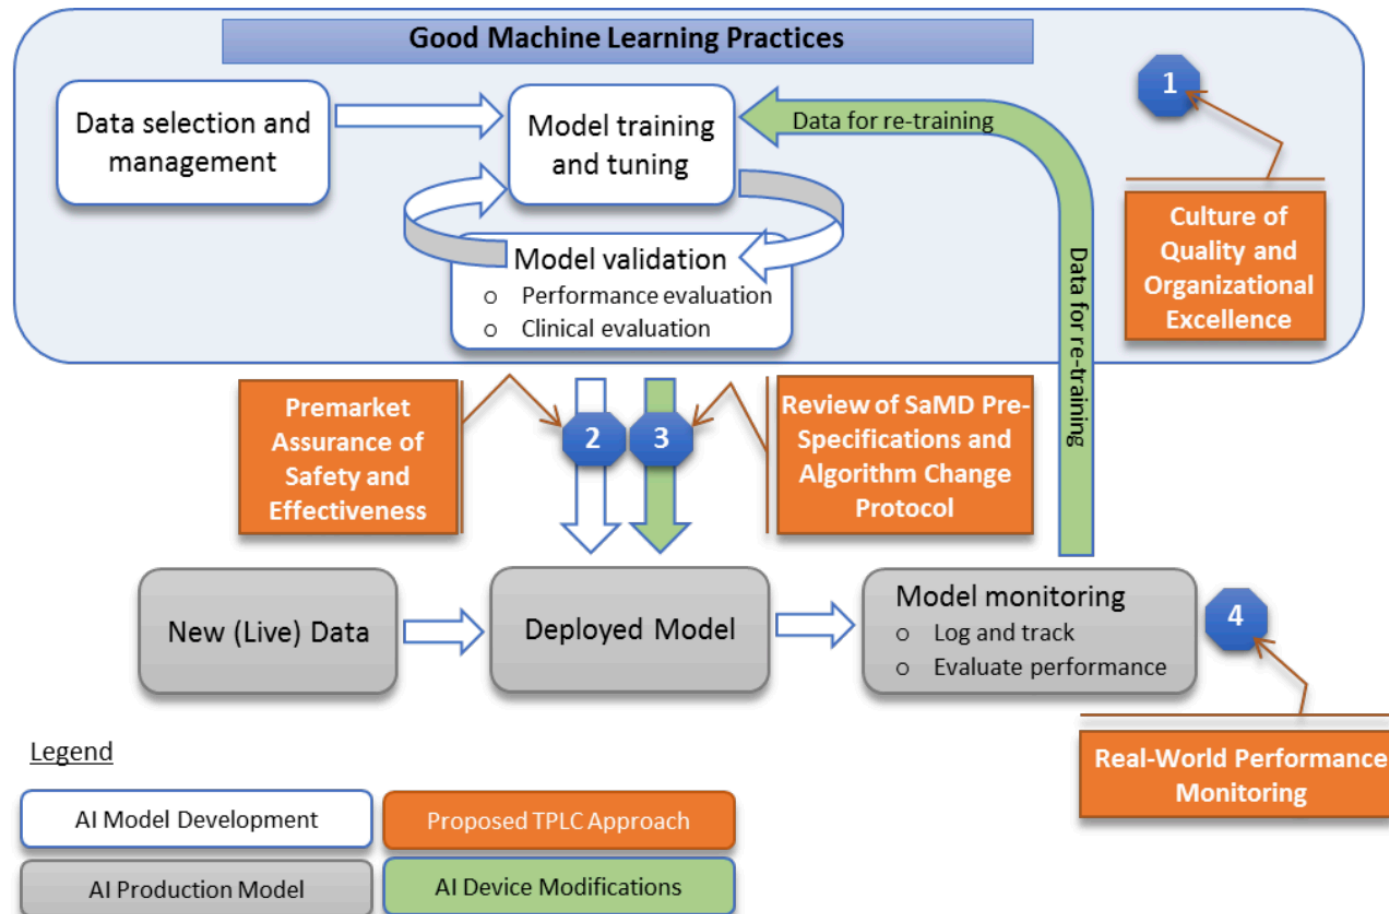 Good Machine Learning Practices
1
Data selection and
management
Model training
and tuning
Data for re-training
Data for re-training
Culture of
Quality and
Organizational
Excellence
Model validation
o Performance evaluation
o Clinical evaluation
Premarket
Assurance of
Safety and
Effectiveness
2
3
Review of SaMD Pre-
Specifications and
Algorithm Change
Protocol
New (Live) Data
Deployed Model
Model monitoring
o Log and track
o Evaluate performance
4
Real-World Performance
Monitoring
Legend
AI Model Development
Proposed TPLC Approach
AI Production Model
AI Device Modifications